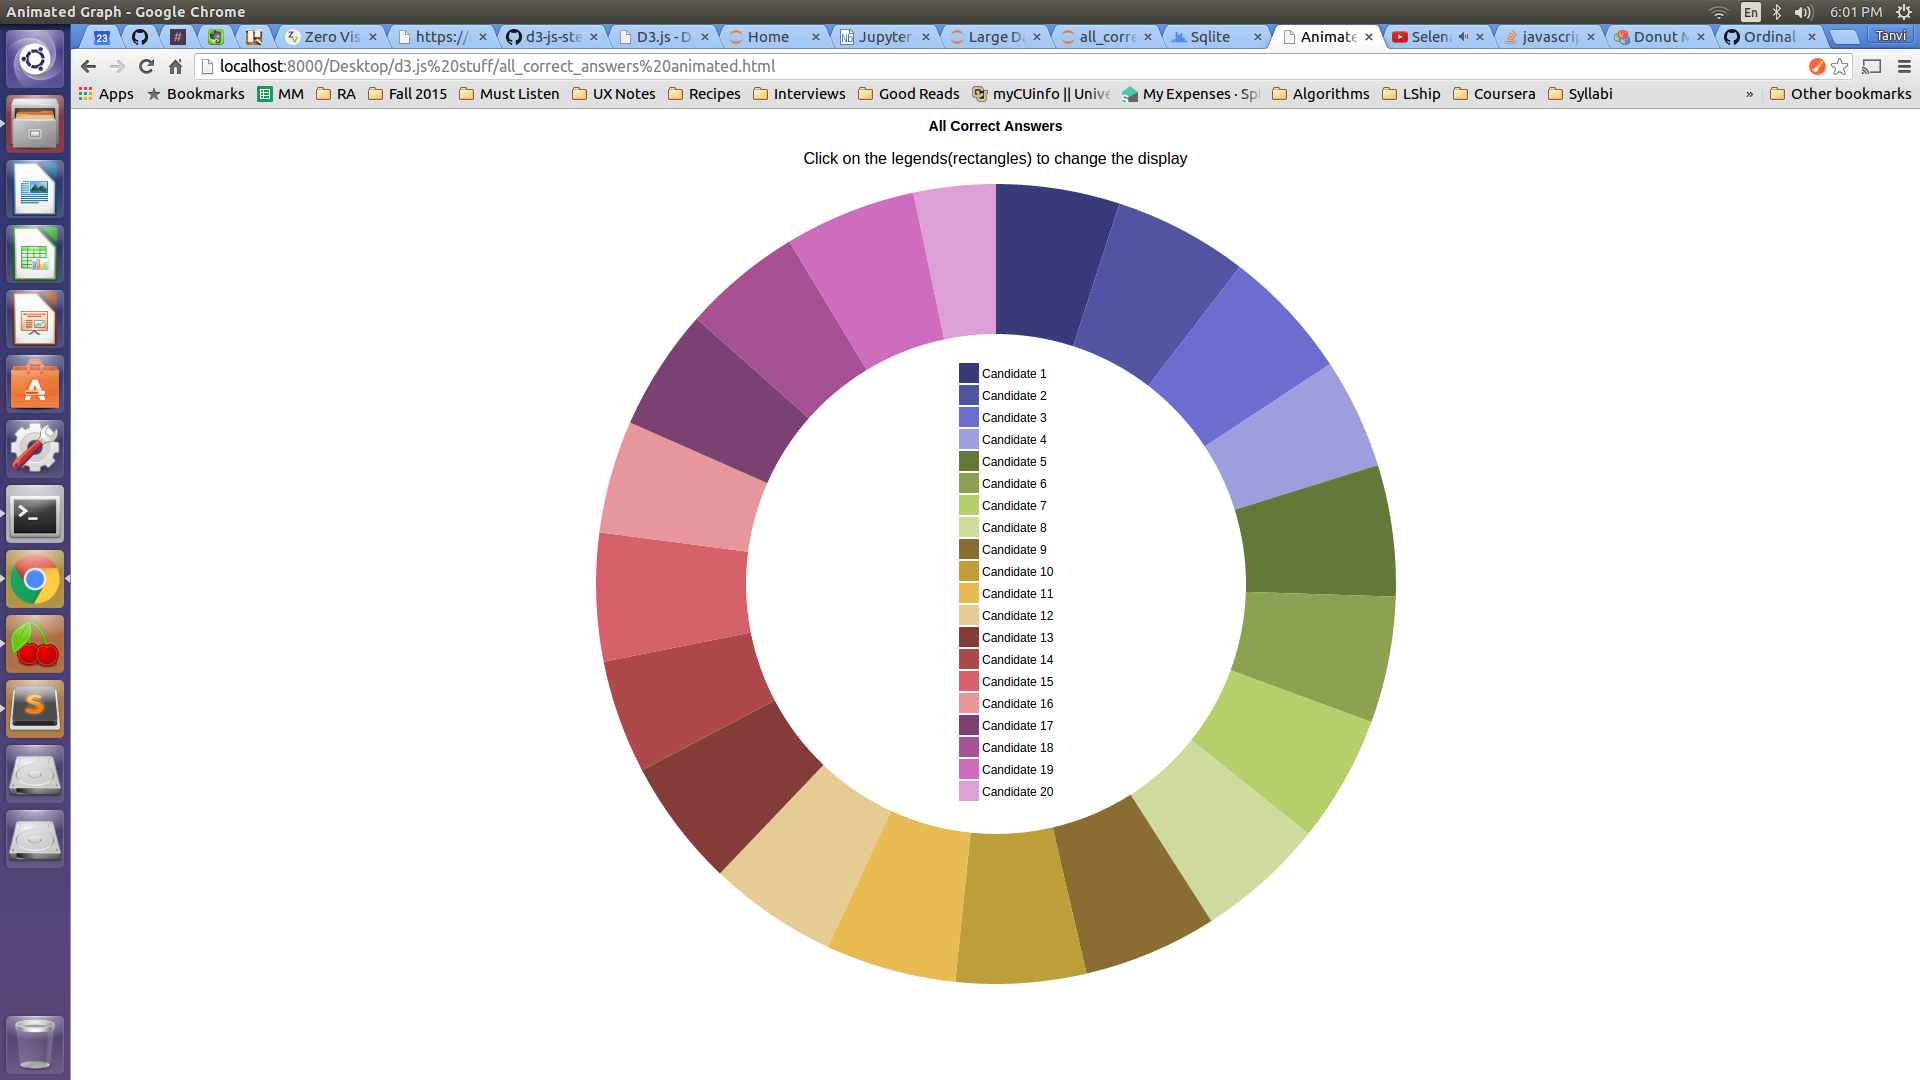 Animated Graph - Google Chrome
En
6:01 PM
23
#
Zero Vis
https://
d3-js-ste
D3.js - D
Home
Nb
Jupyter
Large Da
all_corre
Sqlite
Animate
Selena
javascrip
Donut M
Ordinal
Tanvi
localhost:8000/Desktop/d3.js%20stuff/all_correct_answers%20animated.html
Apps
Bookmarks
MM
RA
Fall 2015
Must Listen
UX Notes
Recipes
Interviews
Good Reads
myCUinfo || Unive
My Expenses · Spl
Algorithms
LShip
Coursera
Syllabi
»
Other bookmarks
All Correct Answers
Click on the legends(rectangles) to change the display
Candidate 1
Candidate 2
Candidate 3
Candidate 4
Candidate 5
Candidate 6
Candidate 7
Candidate 8
Candidate 9
Candidate 10
Candidate 11
Candidate 12
Candidate 13
Candidate 14
Candidate 15
Candidate 16
Candidate 17
Candidate 18
Candidate 19
Candidate 20